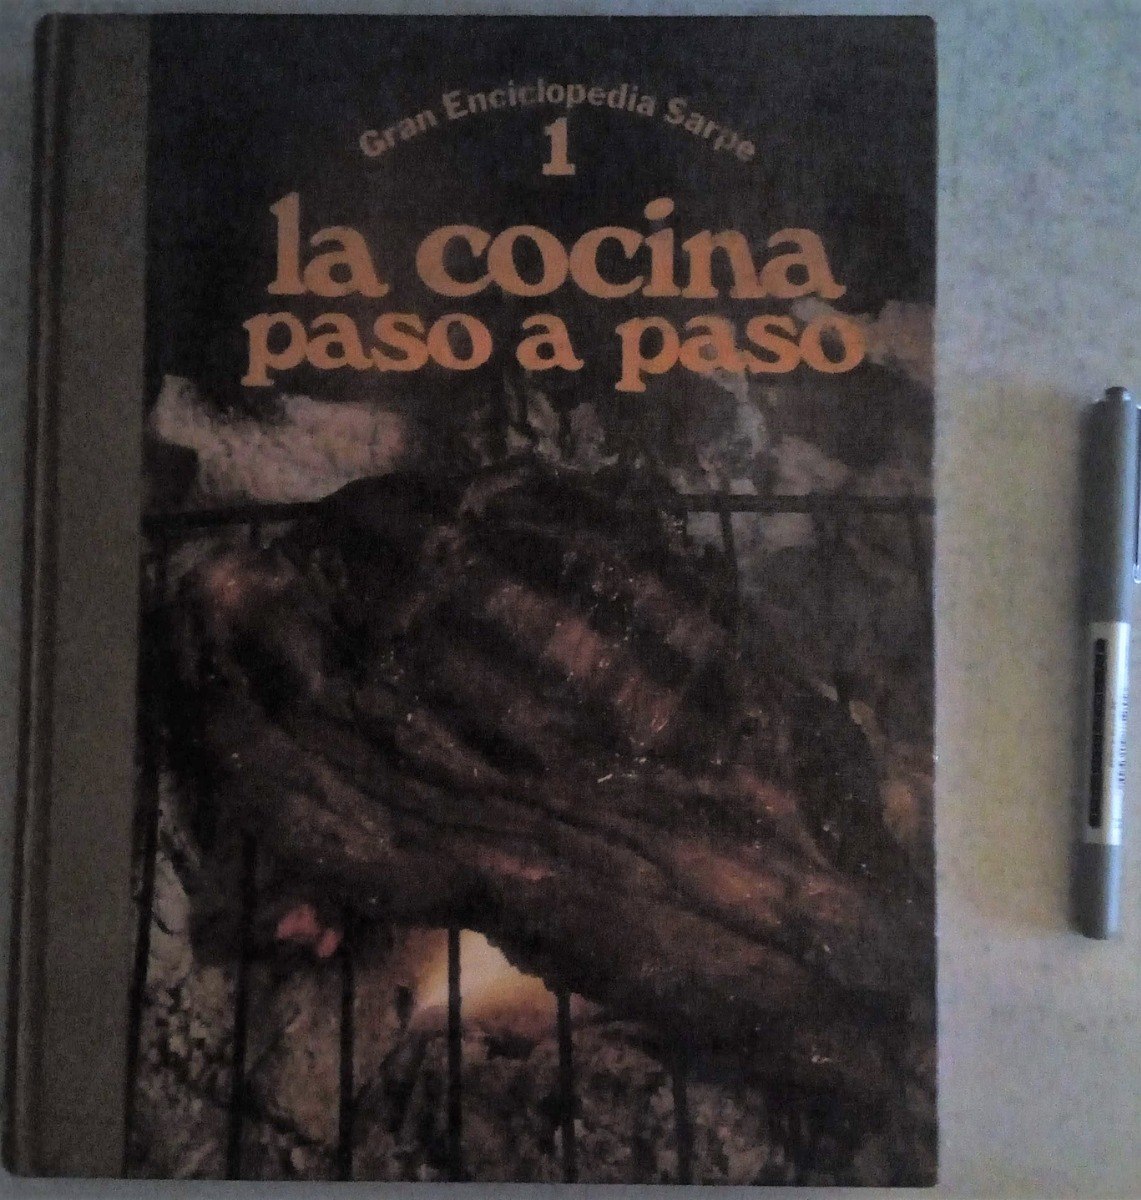 Gran Enciclopedia Sarpe
1
la cocina
paso a paso